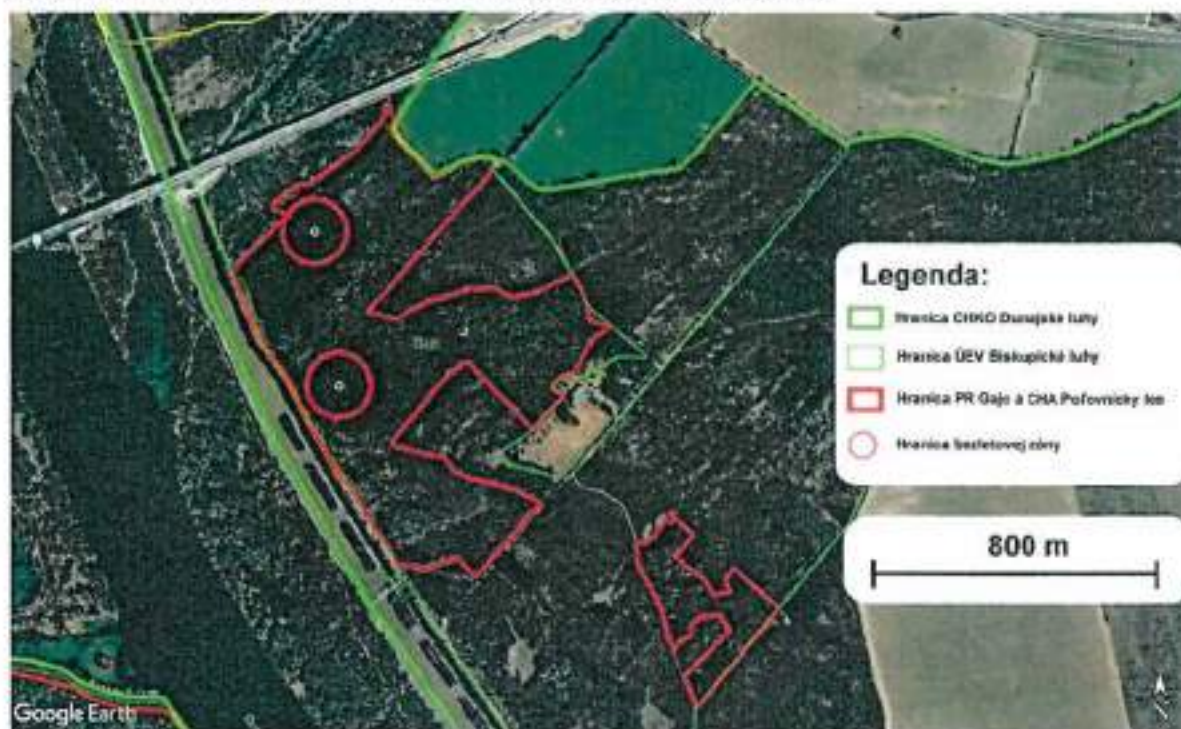 Legenda:
Hranica CHKO Dunajské luhy
Hranica ÚEV Biskupické luhy
Hranica PR Gajc a CHA Poľovnícky les
Hranica bezletovej zóny
800 m
Google Earth